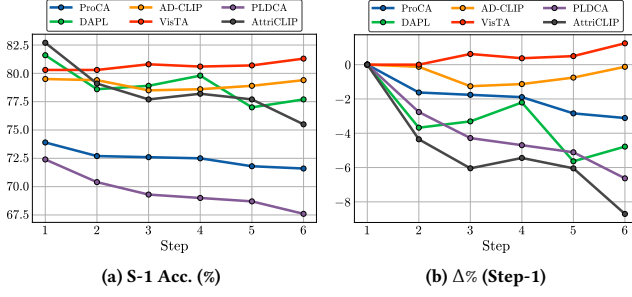 ProCA AD-CLIP PLDCA
DAPL VisTA AttriCLIP
82.5
80.0
77.5
75.0
72.5
70.0
67.5
1 2 3 4 5 6
Step
(a) S-1 Acc. (%)
ProCA AD-CLIP PLDCA
DAPL VisTA AttriCLIP
0
−2
−4
−6
−8
1 2 3 4 5 6
Step
(b) Δ% (Step-1)